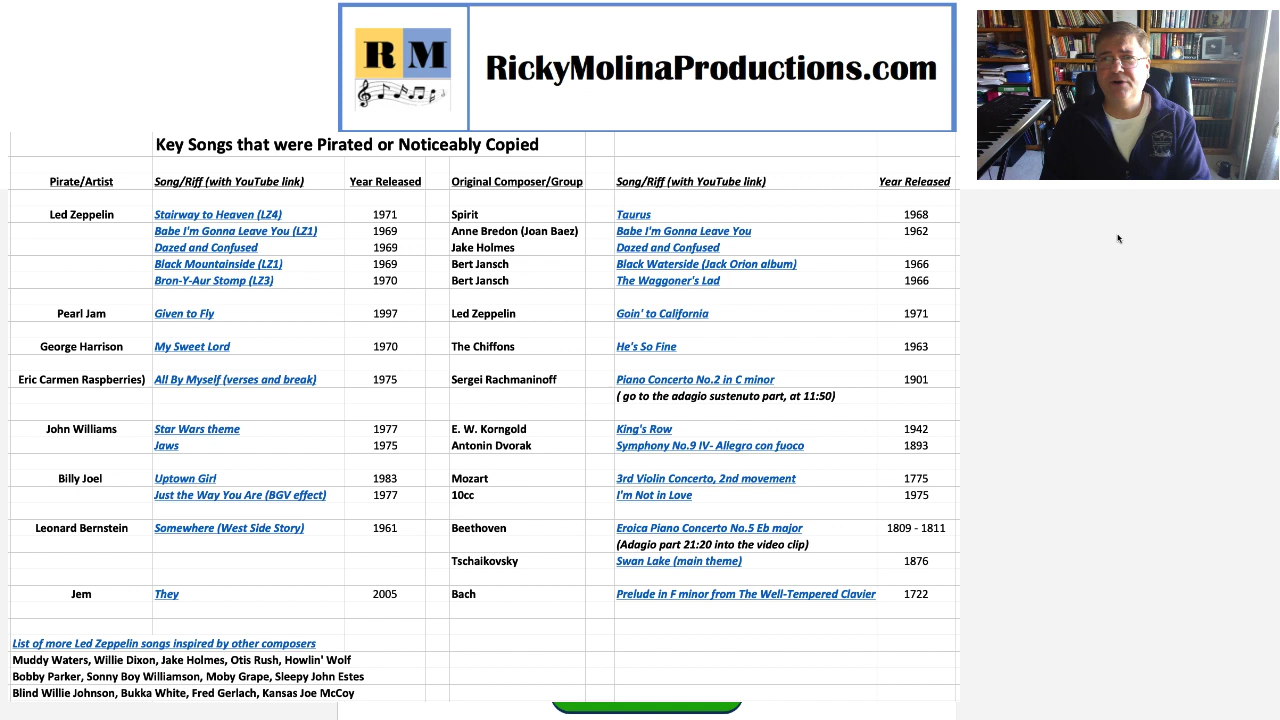 RM
RickyMolinaProductions.com
Key Songs that were Pirated or Noticeably Copied
Pirate/Artist Song/Riff (with YouTube link) Year Released Original Composer/Group Song/Riff (with YouTube link) Year Released
Led Zeppelin Stairway to Heaven (LZ4) 1971 Spirit Taurus 1968
Babe I'm Gonna Leave You (LZ1) 1969 Anne Bredon (Joan Baez) Babe I'm Gonna Leave You 1962
Dazed and Confused 1969 Jake Holmes Dazed and Confused
Black Mountainside (LZ1) 1969 Bert Jansch Black Waterside (Jack Orion album) 1966
Bron-Y-Aur Stomp (LZ3) 1970 Bert Jansch The Waggoner's Lad 1966
Pearl Jam Given to Fly 1997 Led Zeppelin Goin' to California 1971
George Harrison My Sweet Lord 1970 The Chiffons He's So Fine 1963
Eric Carmen Raspberries) All By Myself (verses and break) 1975 Sergei Rachmaninoff Piano Concerto No.2 in C minor 1901
( go to the adagio sustenuto part, at 11:50)
John Williams Star Wars theme 1977 E. W. Korngold King's Row 1942
Jaws 1975 Antonin Dvorak Symphony No.9 IV- Allegro con fuoco 1893
Billy Joel Uptown Girl 1983 Mozart 3rd Violin Concerto, 2nd movement 1775
Just the Way You Are (BGV effect) 1977 10cc I'm Not in Love 1975
Leonard Bernstein Somewhere (West Side Story) 1961 Beethoven Eroica Piano Concerto No.5 Eb major 1809 - 1811
(Adagio part 21:20 into the video clip)
Tschaikovsky Swan Lake (main theme) 1876
Jem They 2005 Bach Prelude in F minor from The Well-Tempered Clavier 1722
List of more Led Zeppelin songs inspired by other composers
Muddy Waters, Willie Dixon, Jake Holmes, Otis Rush, Howlin' Wolf
Bobby Parker, Sonny Boy Williamson, Moby Grape, Sleepy John Estes
Blind Willie Johnson, Bukka White, Fred Gerlach, Kansas Joe McCoy